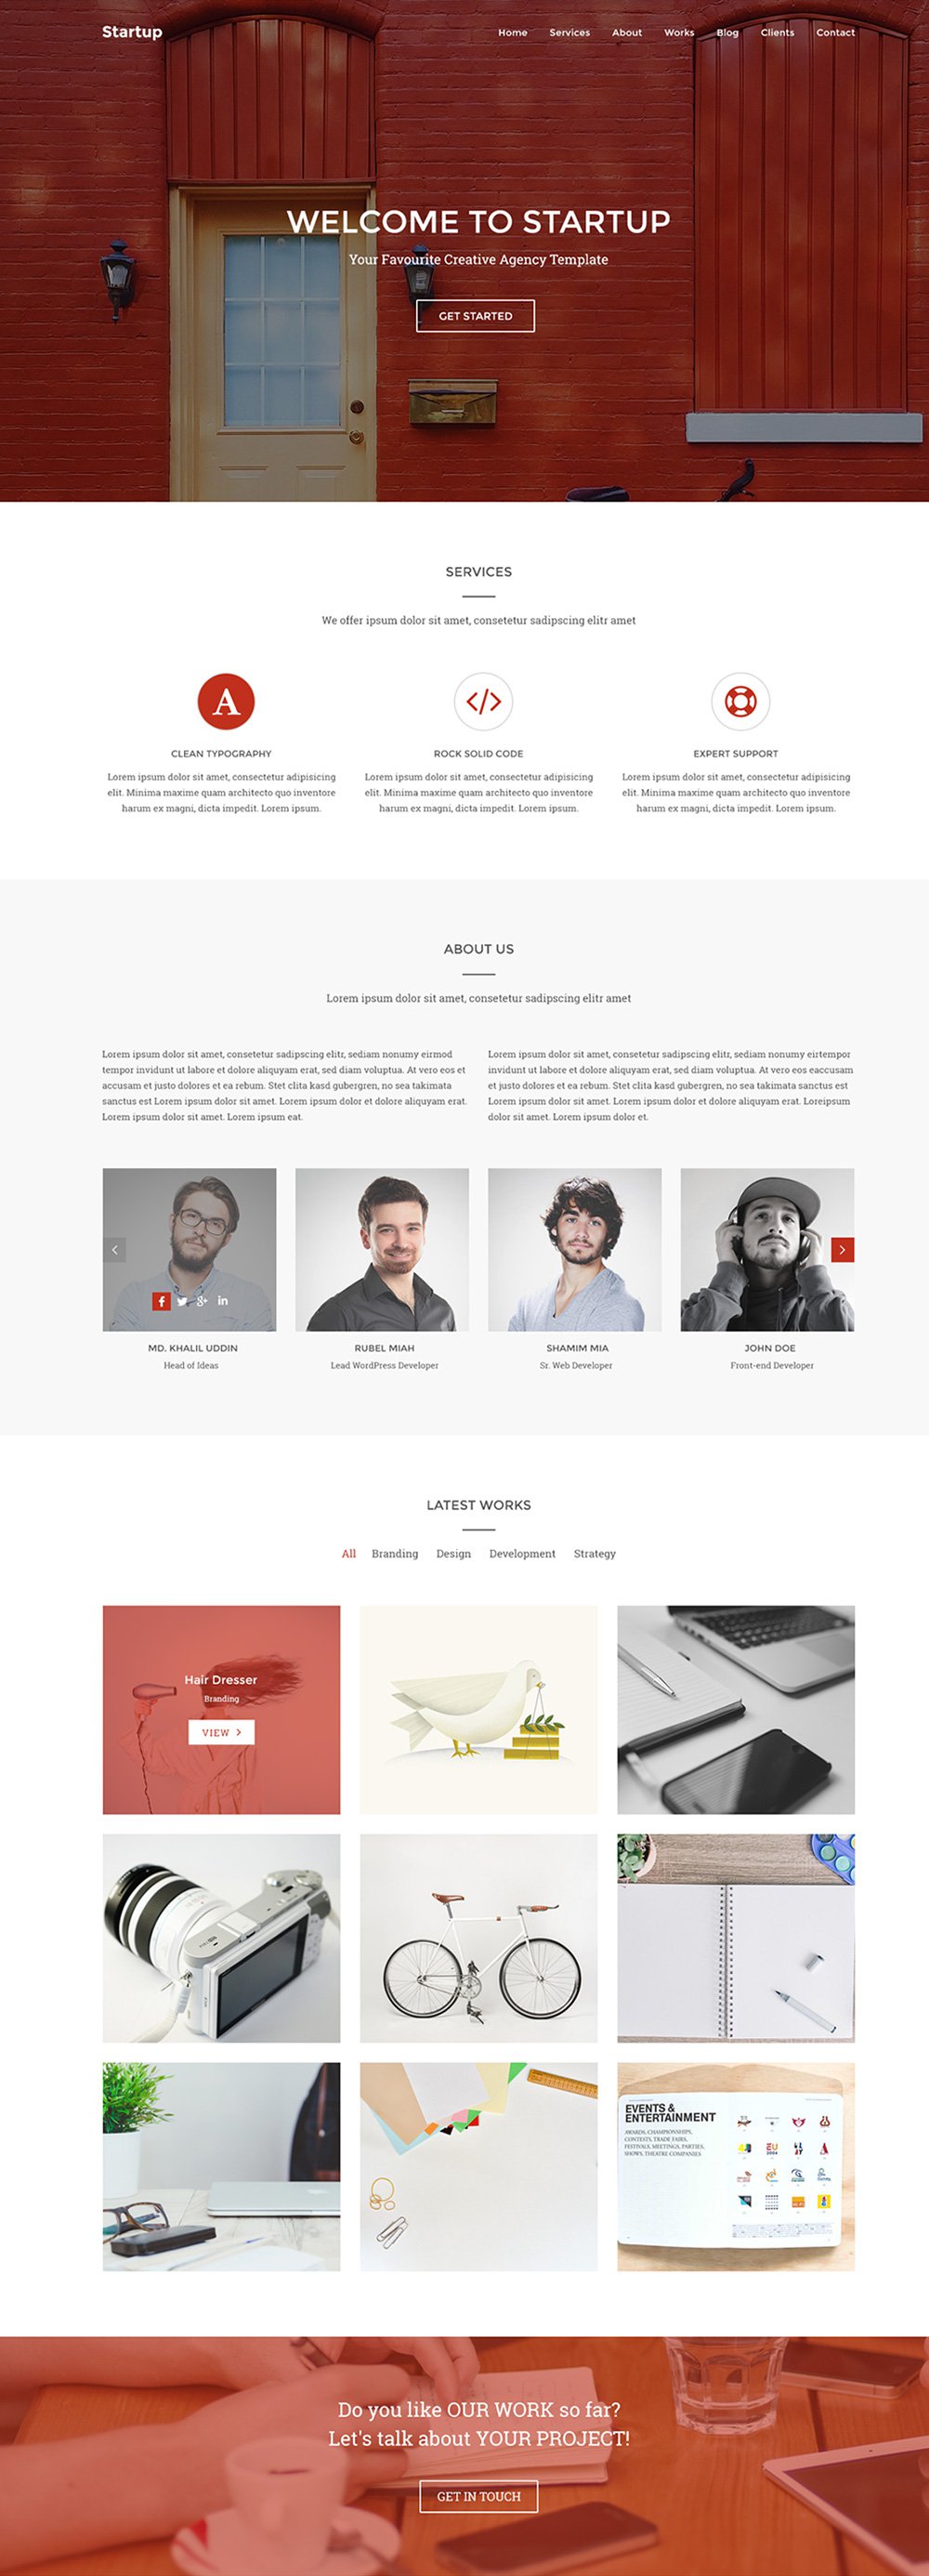 Startup
Home Services About Works Blog Clients Contact
WELCOME TO STARTUP
Your Favourite Creative Agency Template
GET STARTED
SERVICES
We offer ipsum dolor sit amet, consetetur sadipscing elitr amet
A
CLEAN TYPOGRAPHY
Lorem ipsum dolor sit amet, consectetur adipisicing
elit. Minima maxime quam architecto quo inventore
harum ex magni, dicta impedit. Lorem ipsum.
</>
ROCK SOLID CODE
Lorem ipsum dolor sit amet, consectetur adipisicing
elit. Minima maxime quam architecto quo inventore
harum ex magni, dicta impedit. Lorem ipsum.
EXPERT SUPPORT
Lorem ipsum dolor sit amet, consectetur adipisicing
elit. Minima maxime quam architecto quo inventore
harum ex magni, dicta impedit. Lorem ipsum.
ABOUT US
Lorem ipsum dolor sit amet, consetetur sadipscing elitr amet
Lorem ipsum dolor sit amet, consetetur sadipscing elitr, sediam nonumy eirmod
tempor invidunt ut labore et dolore aliquyam erat, sed diam voluptua. At vero eos et
accusam et justo dolores et ea rebum. Stet clita kasd gubergren, no sea takimata
sanctus est Lorem ipsum dolor sit amet. Lorem ipsum dolor et dolore aliquyam erat.
Lorem ipsum dolor sit amet. Lorem ipsum eat.
Lorem ipsum dolor sit amet, consetetur sadipscing elitr, sediam nonumy eirtempor
invidunt ut labore et dolore aliquyam erat, sed diam voluptua. At vero eos eaccusam
et justo dolores et ea rebum. Stet clita kasd gubergren, no sea takimata sanctus est
Lorem ipsum dolor sit amet. Lorem ipsum dolor et dolore aliquyam erat. Loreipsum
dolor sit amet. Lorem ipsum dolor et.
f g+ in
MD. KHALIL UDDIN
Head of Ideas
RUBEL MIAH
Lead WordPress Developer
SHAMIM MIA
Sr. Web Developer
JOHN DOE
Front-end Developer
LATEST WORKS
All Branding Design Development Strategy
Hair Dresser
Branding
VIEW >
EVENTS &
ENTERTAINMENT
AWARDS, CHAMPIONSHIPS,
CONTESTS, TRADE FAIRS,
FESTIVALS, MEETINGS, PARTIES,
SHOWS, THEATRE COMPANIES
Do you like OUR WORK so far?
Let's talk about YOUR PROJECT!
GET IN TOUCH